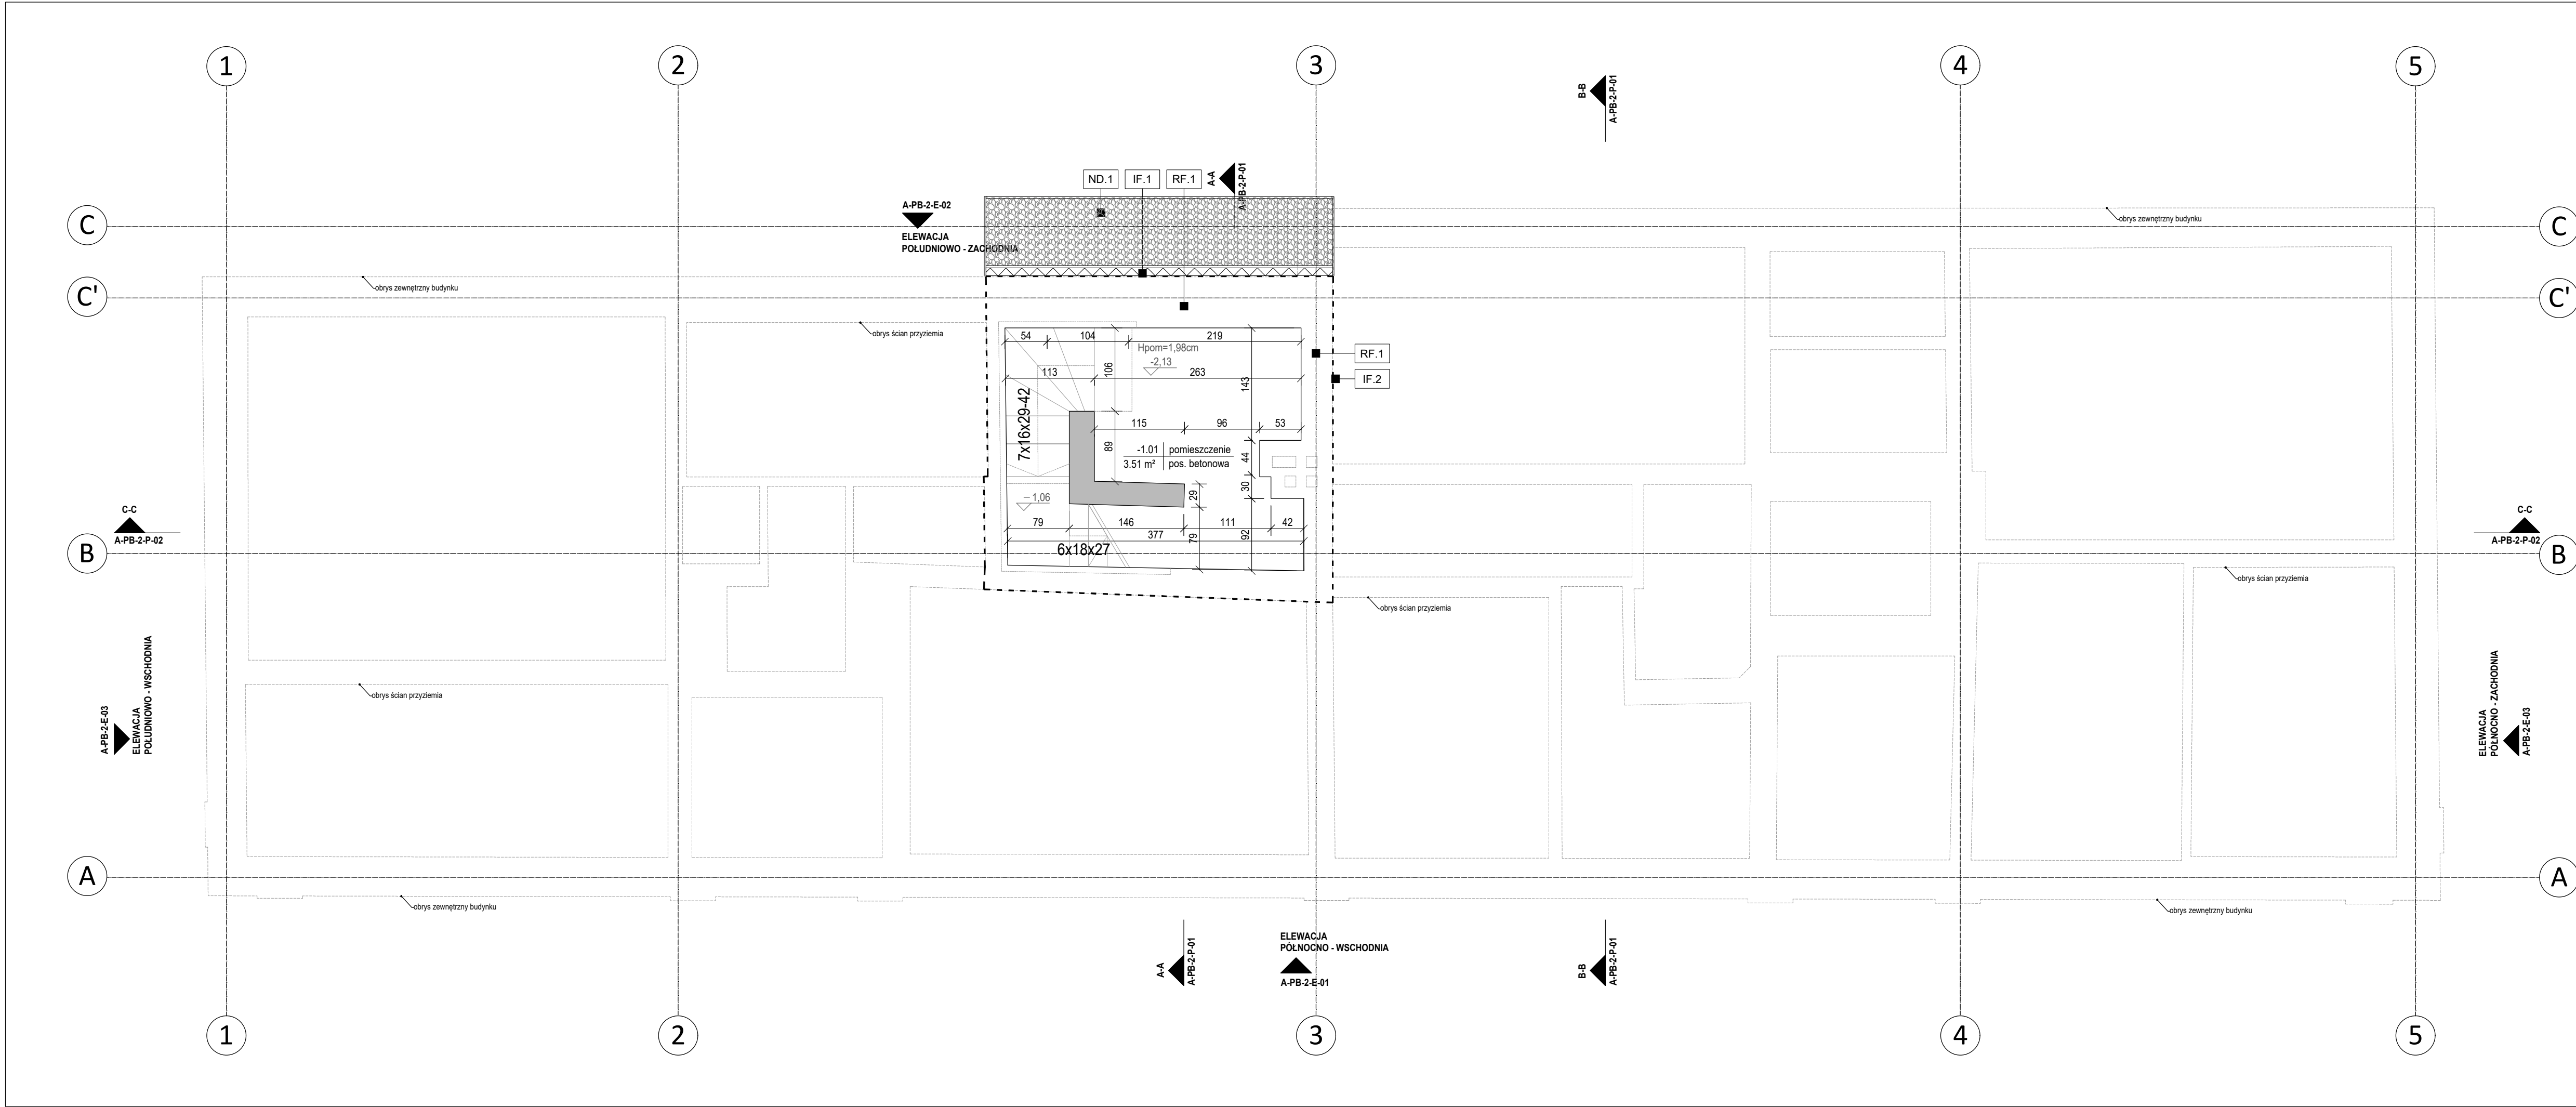 1
2
3
4
5
B-B
A-PB-2-P-01
ND.1
IF.1
RF.1
A-A
A-PB-2-P-01
A-PB-2-E-02
ELEWACJA
POŁUDNIOWO - ZACHODNIA
C
C
obrys zewnętrzny budynku
C'
C'
obrys zewnętrzny budynku
obrys ścian przyziemia
54
104
219
Hpom=1,98cm
-2,13
106
143
113
263
RF.1
IF.2
7x16x29-42
115
96
53
89
44
-1.01
pomieszczenie
3.51 m²
pos. betonowa
30
29
− 1,06
79
146
111
42
377
79
92
6x18x27
C-C
A-PB-2-P-02
C-C
A-PB-2-P-02
B
B
obrys ścian przyziemia
obrys ścian przyziemia
A-PB-2-E-03
ELEWACJA
POŁUDNIOWO - WSCHODNIA
obrys ścian przyziemia
ELEWACJA
PÓŁNOCNO - ZACHODNIA
A-PB-2-E-03
A
A
obrys zewnętrzny budynku
obrys zewnętrzny budynku
A-A
A-PB-2-P-01
ELEWACJA
PÓŁNOCNO - WSCHODNIA
A-PB-2-E-01
B-B
A-PB-2-P-01
1
2
3
4
5